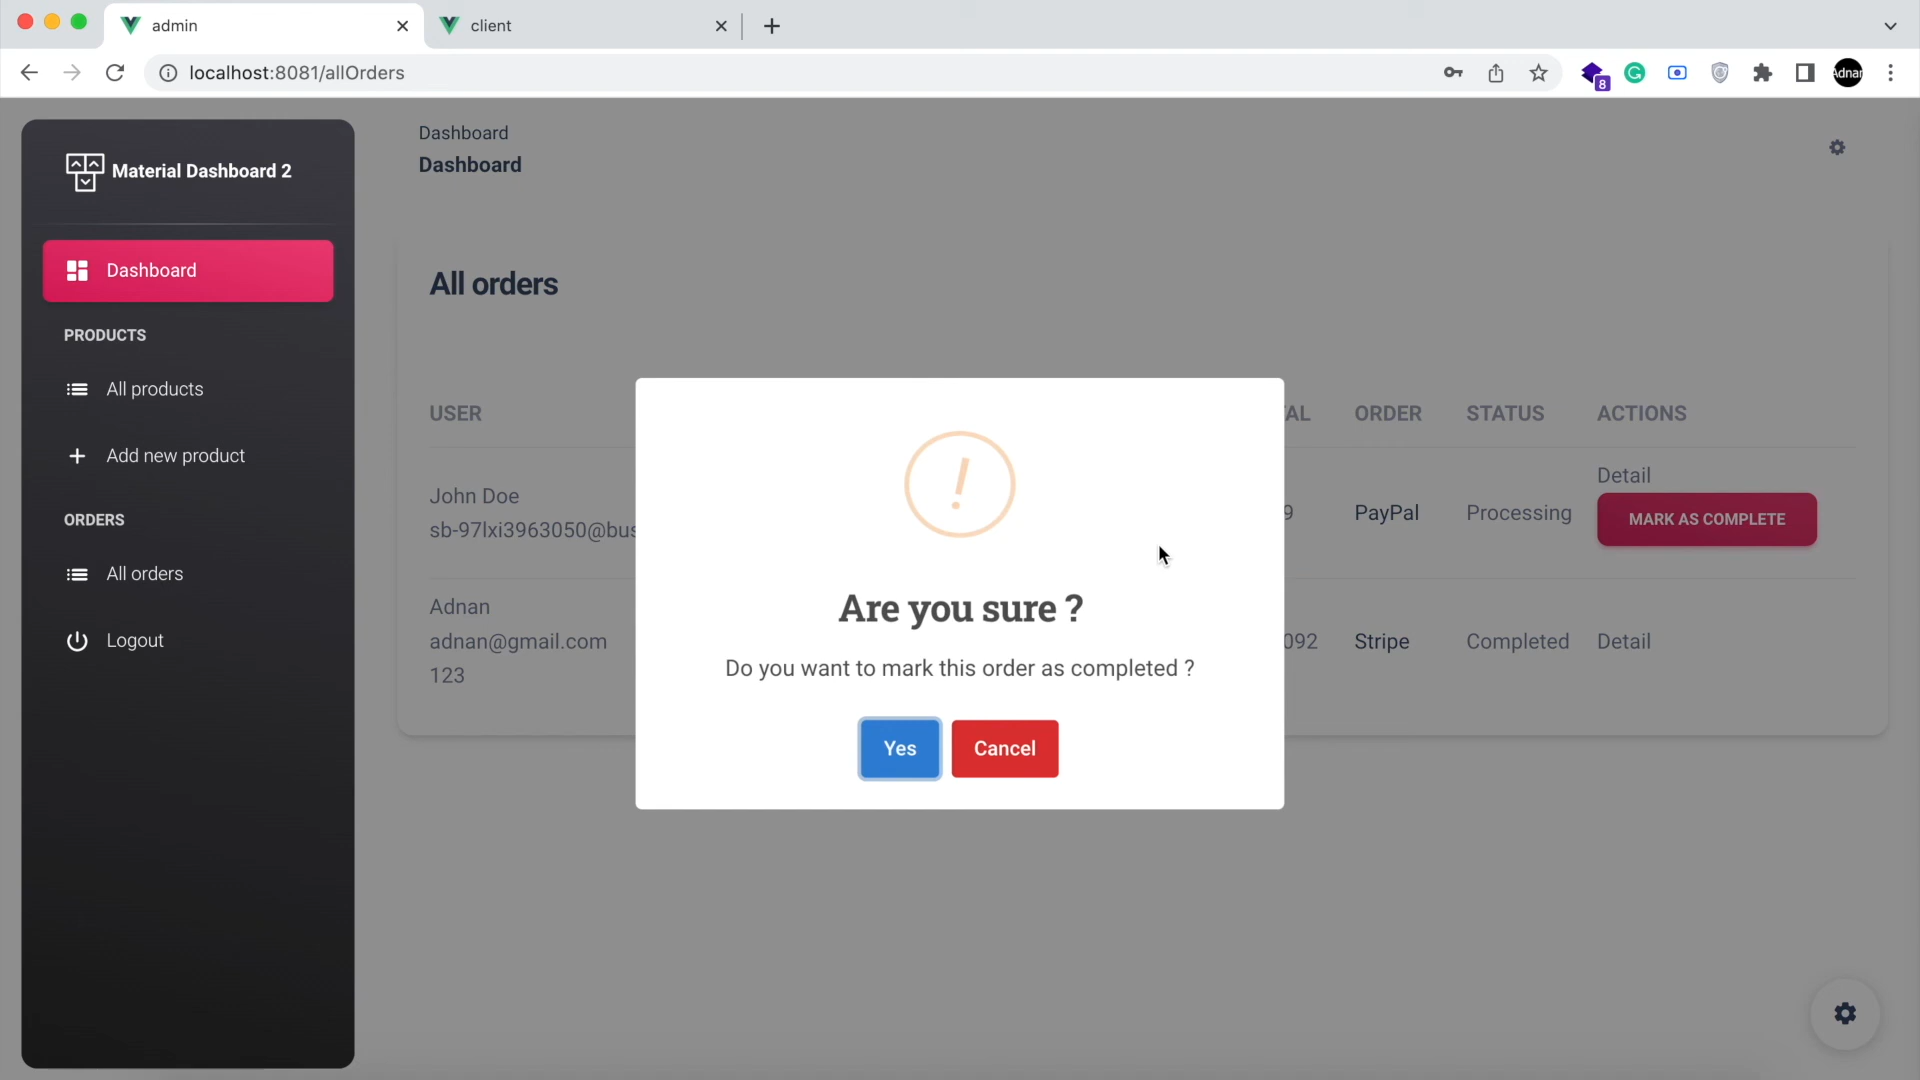 admin
client
localhost:8081/allOrders
8
Adnan
Material Dashboard 2
Dashboard
PRODUCTS
All products
Add new product
ORDERS
All orders
Logout
Dashboard
Dashboard
All orders
USER AL ORDER STATUS ACTIONS
John Doe
sb-97lxi3963050@bus
9 PayPal Processing Detail
MARK AS COMPLETE
Adnan
adnan@gmail.com
123
092 Stripe Completed Detail
!
Are you sure ?
Do you want to mark this order as completed ?
Yes Cancel